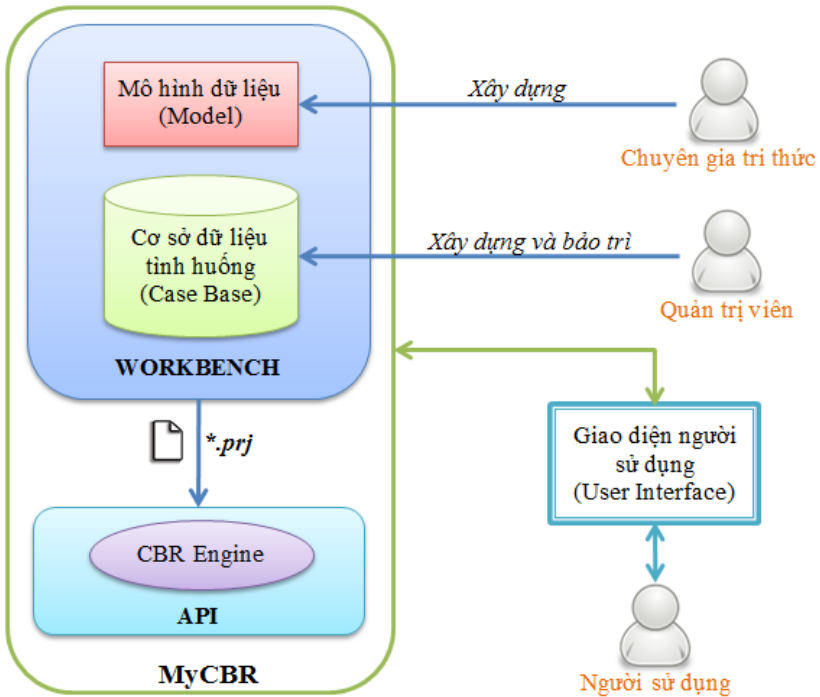 Mô hình dữ liệu
(Model)
Xây dựng
Chuyên gia tri thức
Cơ sở dữ liệu
tình huống
(Case Base)
Xây dựng và bảo trì
Quản trị viên
WORKBENCH
*.prj
Giao diện người
sử dụng
(User Interface)
CBR Engine
API
MyCBR
Người sử dụng